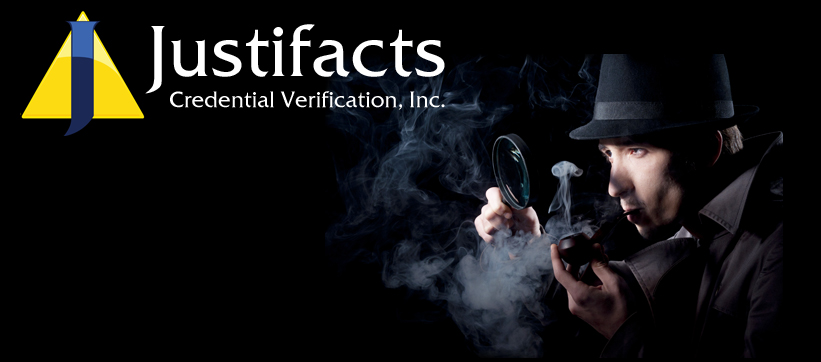 J
Justifacts
Credential Verification, Inc.